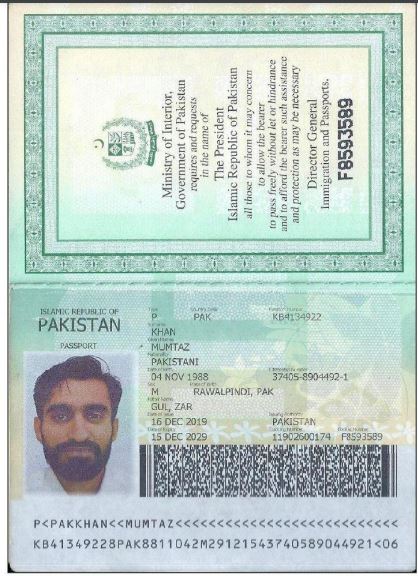 Ministry of Interior,
Government of Pakistan
requires and requests
in the name of
The President
Islamic Republic of Pakistan
all those to whom it may concern
to allow the bearer
to pass freely without let or hindrance
and to afford the bearer such assistance
and protection as may be necessary
Director General
Immigration and Passports.
F8593589
ISLAMIC REPUBLIC OF
PAKISTAN
PASSPORT
Type Country Code Passport Number
P PAK KB4134922
KHAN
MUMTAZ
Nationality
PAKISTANI
Date of Birth Citizenship Number
04 NOV 1988 37405-8904492-1
Sex Place of Birth
M RAWALPINDI, PAK
Father Name
GUL, ZAR
Date of Issue Issuing Authority
16 DEC 2019 PAKISTAN
Date of Expiry Tracking Number Booklet Number
15 DEC 2029 11902600174 F8593589
P<PAKKHAN<<MUMTAZ<<<<<<<<<<<<<<<<<<<<<<<<<<<
KB41349228PAK8811042M29121543740589044921<06